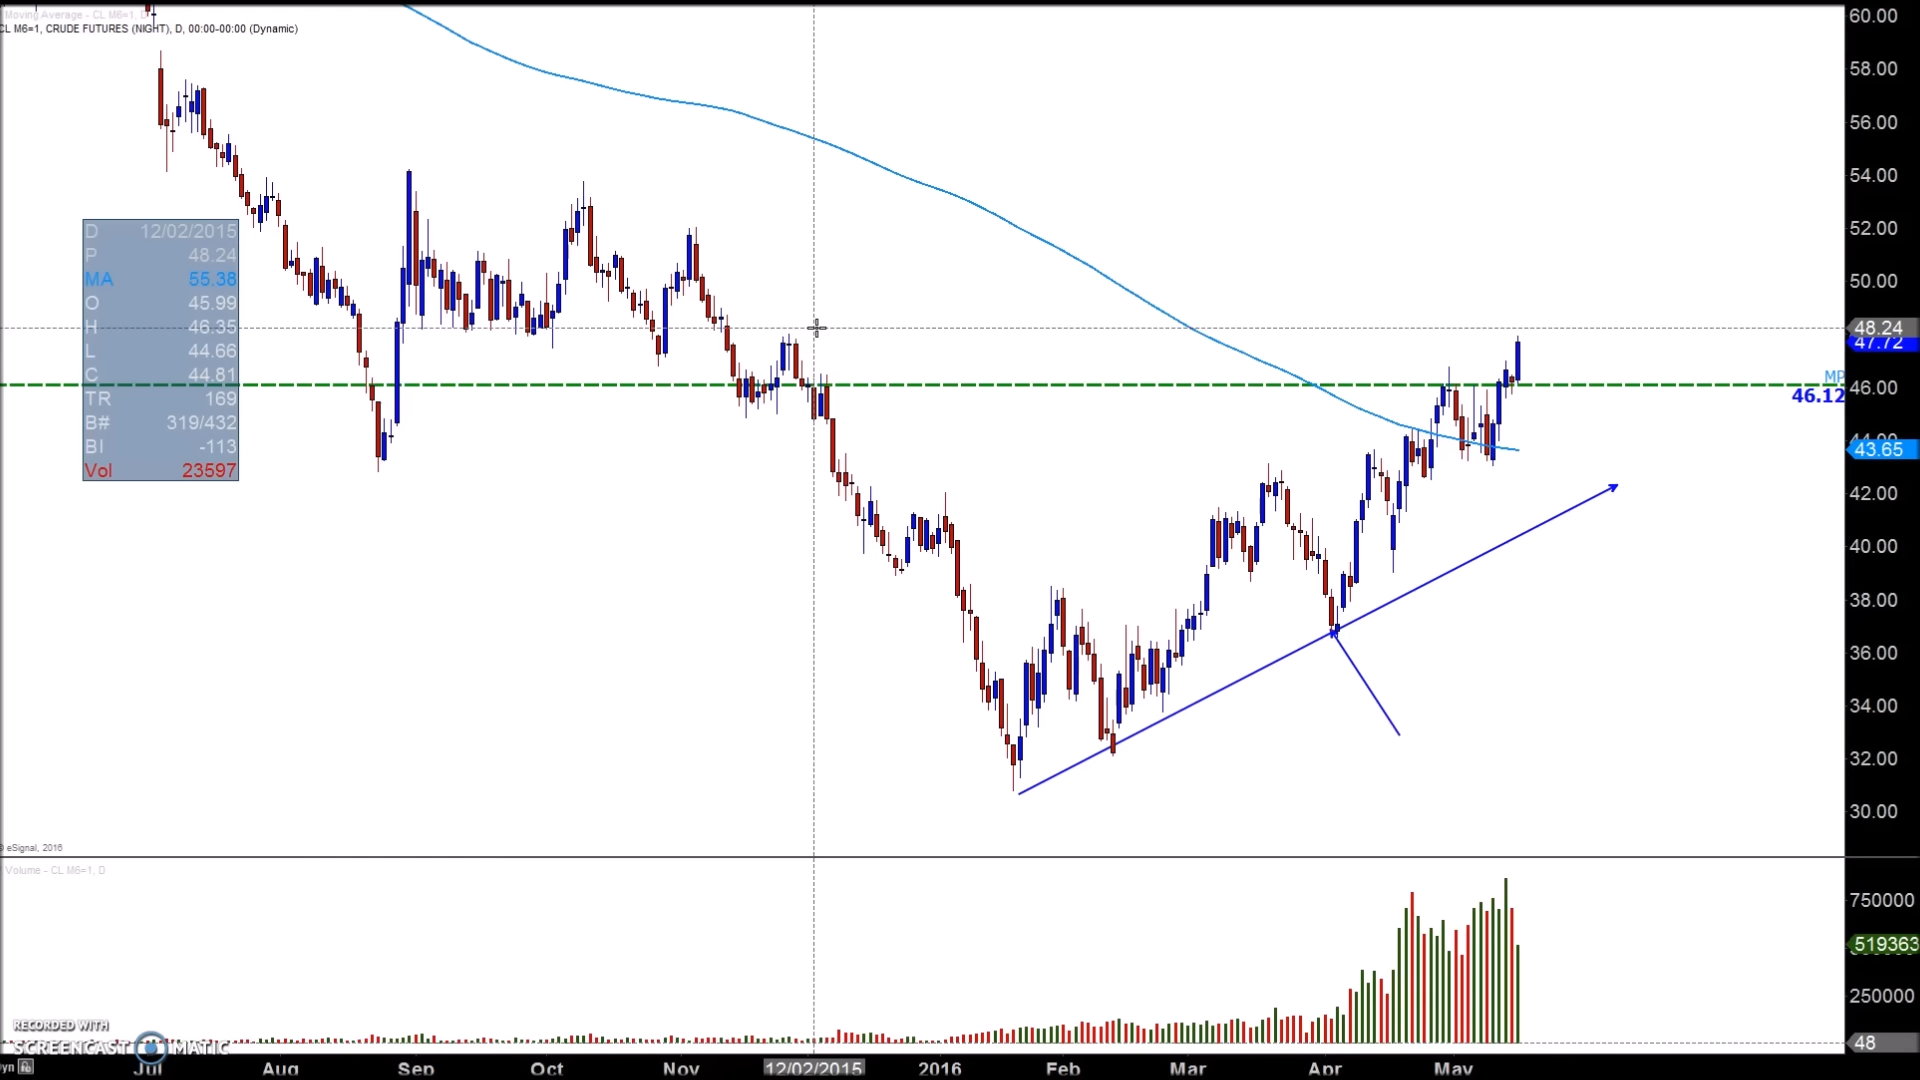 Moving Average - CL M6=1, D
CL M6=1, CRUDE FUTURES (NIGHT), D, 00:00-00:00 (Dynamic)
60.00
58.00
56.00
54.00
52.00
50.00
48.24
47.72
MP
46.00
46.12
43.65
42.00
40.00
38.00
36.00
34.00
32.00
30.00
D 12/02/2015
P 48.24
MA 55.38
O 45.99
H 46.35
L 44.66
C 44.81
TR 169
B# 319/432
BI -113
Vol 23597
© eSignal, 2016
Volume - CL M6=1, D
750000
519363
250000
48
RECORDED WITH
SCREENCAST MATIC
Jul Aug Sep Oct Nov 12/02/2015 2016 Feb Mar Apr May